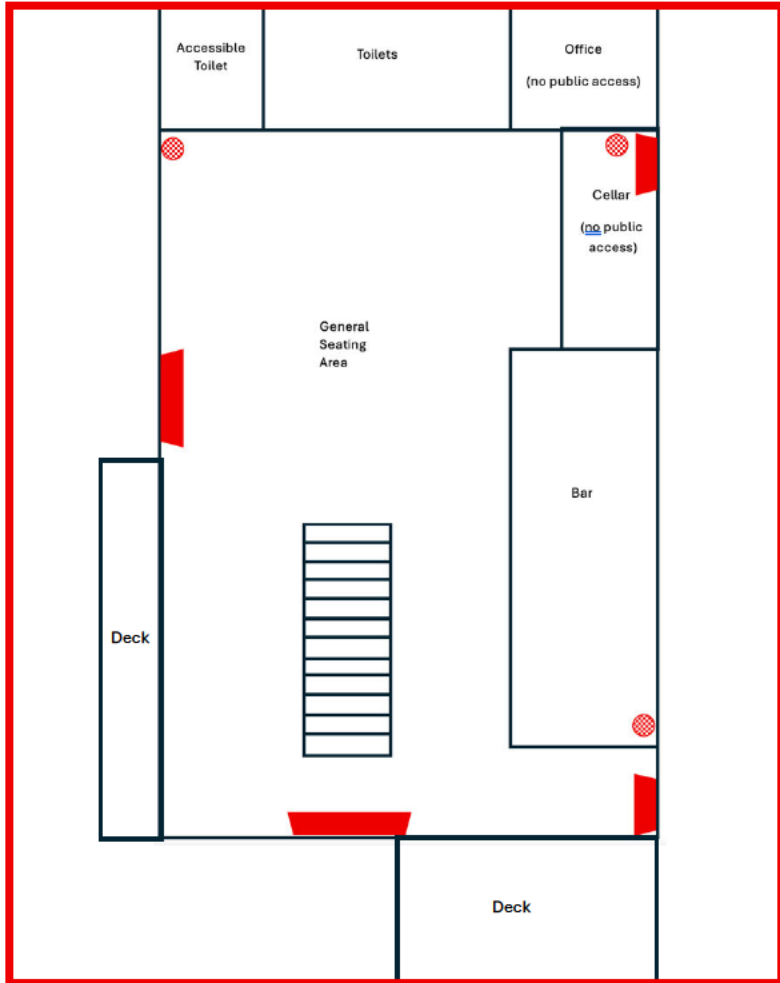 Accessible
Toilet
Toilets
Office
(no public access)
Cellar
(no public
access)
General
Seating
Area
Bar
Deck
Deck